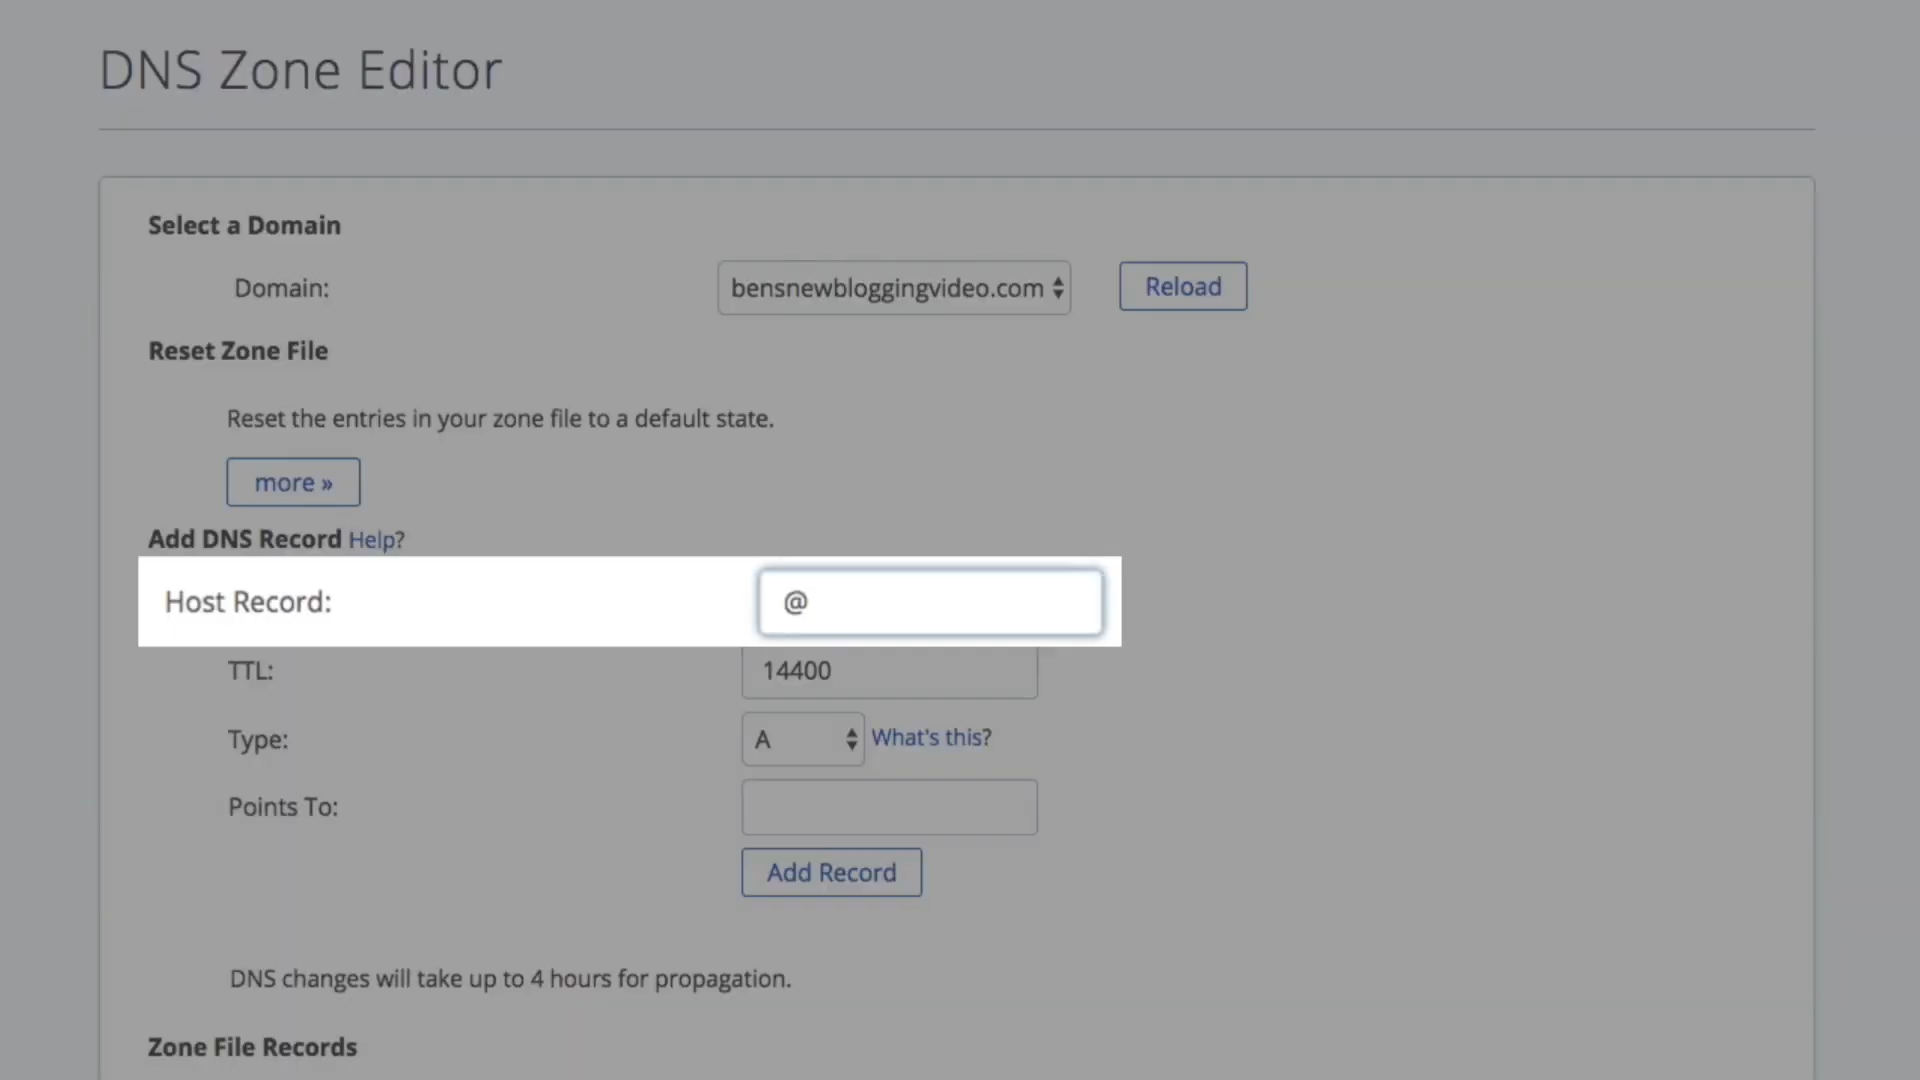 DNS Zone Editor
Select a Domain
Domain: bensnewbloggingvideo.com Reload
Reset Zone File
Reset the entries in your zone file to a default state.
more »
Add DNS Record Help?
Host Record: @
TTL: 14400
Type: A What's this?
Points To:
Add Record
DNS changes will take up to 4 hours for propagation.
Zone File Records